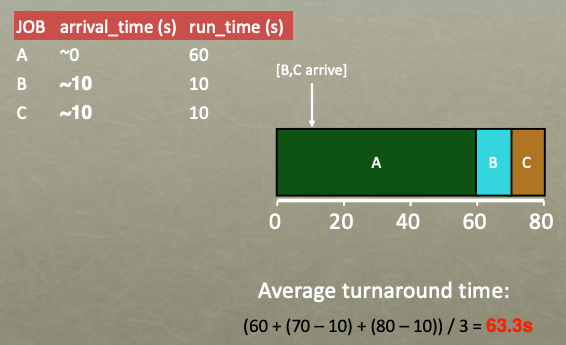 JOB arrival_time (s) run_time (s)
A ~0 60
B ~10 10
C ~10 10
[B,C arrive]
A B C
0 20 40 60 80
Average turnaround time:
(60 + (70 – 10) + (80 – 10)) / 3 = 63.3s